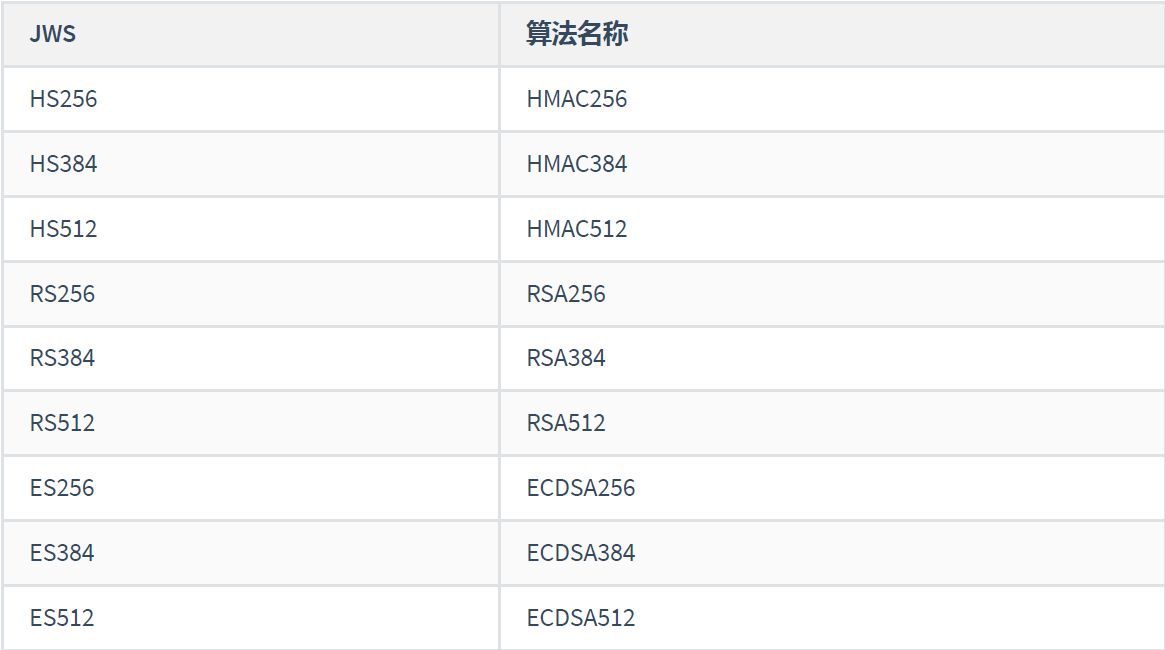 JWS 算法名称
HS256 HMAC256
HS384 HMAC384
HS512 HMAC512
RS256 RSA256
RS384 RSA384
RS512 RSA512
ES256 ECDSA256
ES384 ECDSA384
ES512 ECDSA512